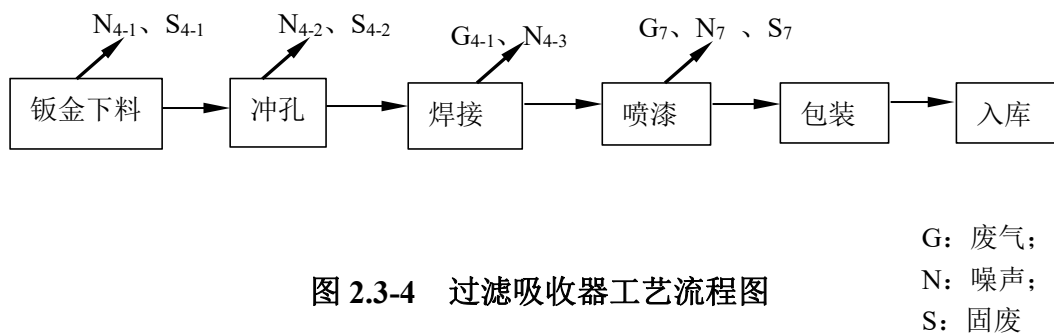 N4-1、S4-1 N4-2、S4-2 G4-1、N4-3 G7、N7 、S7
钣金下料 冲孔 焊接 喷漆 包装 入库
G：废气；
N：噪声；
S：固废
图 2.3-4 过滤吸收器工艺流程图